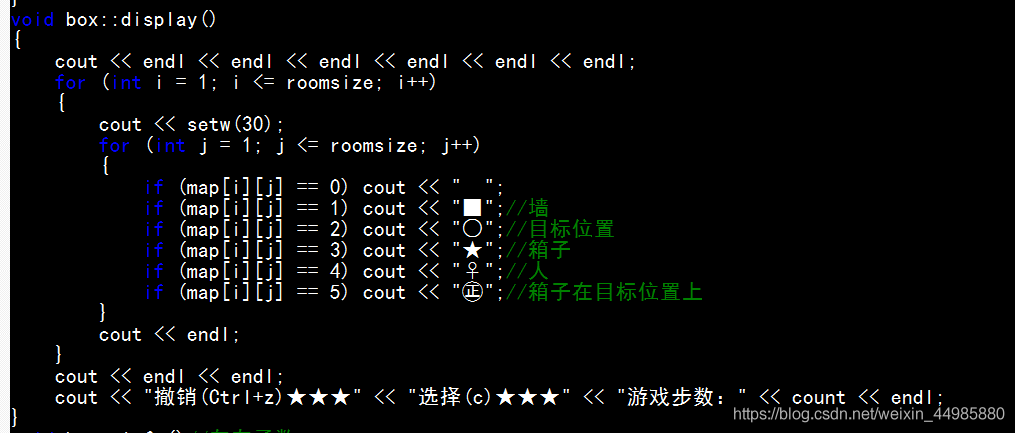 void box::display()
{
    cout << endl << endl << endl << endl << endl << endl;
    for (int i = 1; i <= roomsize; i++)
    {
        cout << setw(30);
        for (int j = 1; j <= roomsize; j++)
        {
            if (map[i][j] == 0) cout << "  ";
            if (map[i][j] == 1) cout << "■";//墙
            if (map[i][j] == 2) cout << "○";//目标位置
            if (map[i][j] == 3) cout << "★";//箱子
            if (map[i][j] == 4) cout << "♀";//人
            if (map[i][j] == 5) cout << "㊣";//箱子在目标位置上
        }
        cout << endl;
    }
    cout << endl << endl;
    cout << "撤销(Ctrl+z)★★★" << "选择(c)★★★" << "游戏步数：" << count << endl;
}
https://blog.csdn.net/weixin_44985880